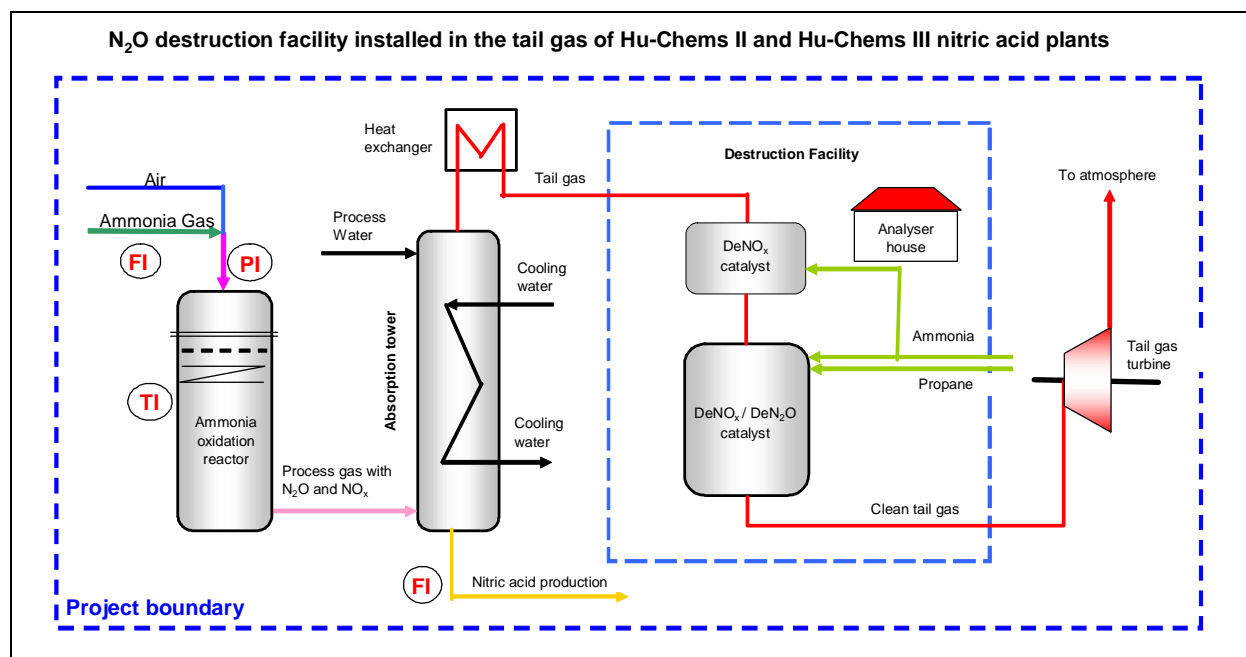 N₂O destruction facility installed in the tail gas of Hu-Chems II and Hu-Chems III nitric acid plants
Heat
exchanger
Destruction Facility
Air
Tail gas
To atmosphere
Ammonia Gas
Process
Water
Analyser
house
DeNOₓ
catalyst
FI
PI
Cooling
water
Absorption tower
Ammonia
Tail gas
turbine
Propane
TI
Ammonia
oxidation
reactor
DeNOₓ / DeN₂O
catalyst
Cooling
water
Process gas with
N₂O and NOₓ
Clean tail gas
FI
Nitric acid production
Project boundary